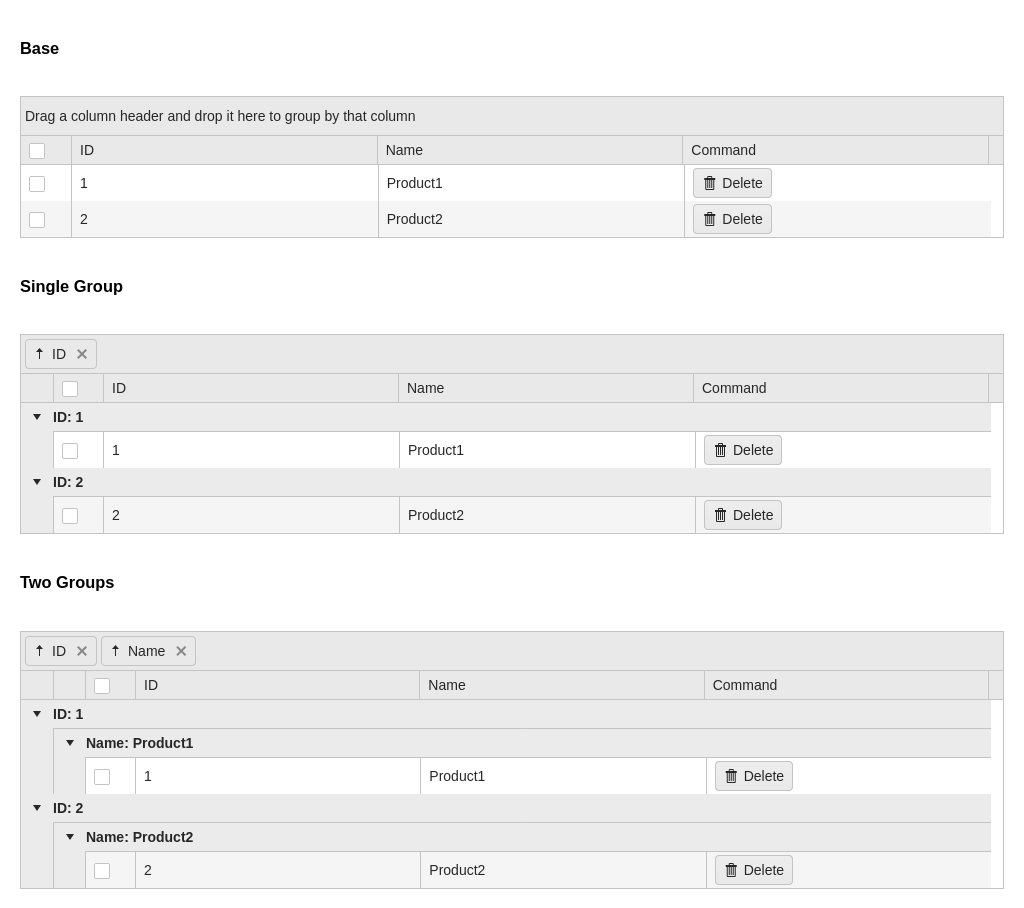 Base
Drag a column header and drop it here to group by that column
ID Name Command
1 Product1 Delete
2 Product2 Delete
Single Group
ID
ID Name Command
ID: 1
1 Product1 Delete
ID: 2
2 Product2 Delete
Two Groups
ID Name
ID Name Command
ID: 1
Name: Product1
1 Product1 Delete
ID: 2
Name: Product2
2 Product2 Delete